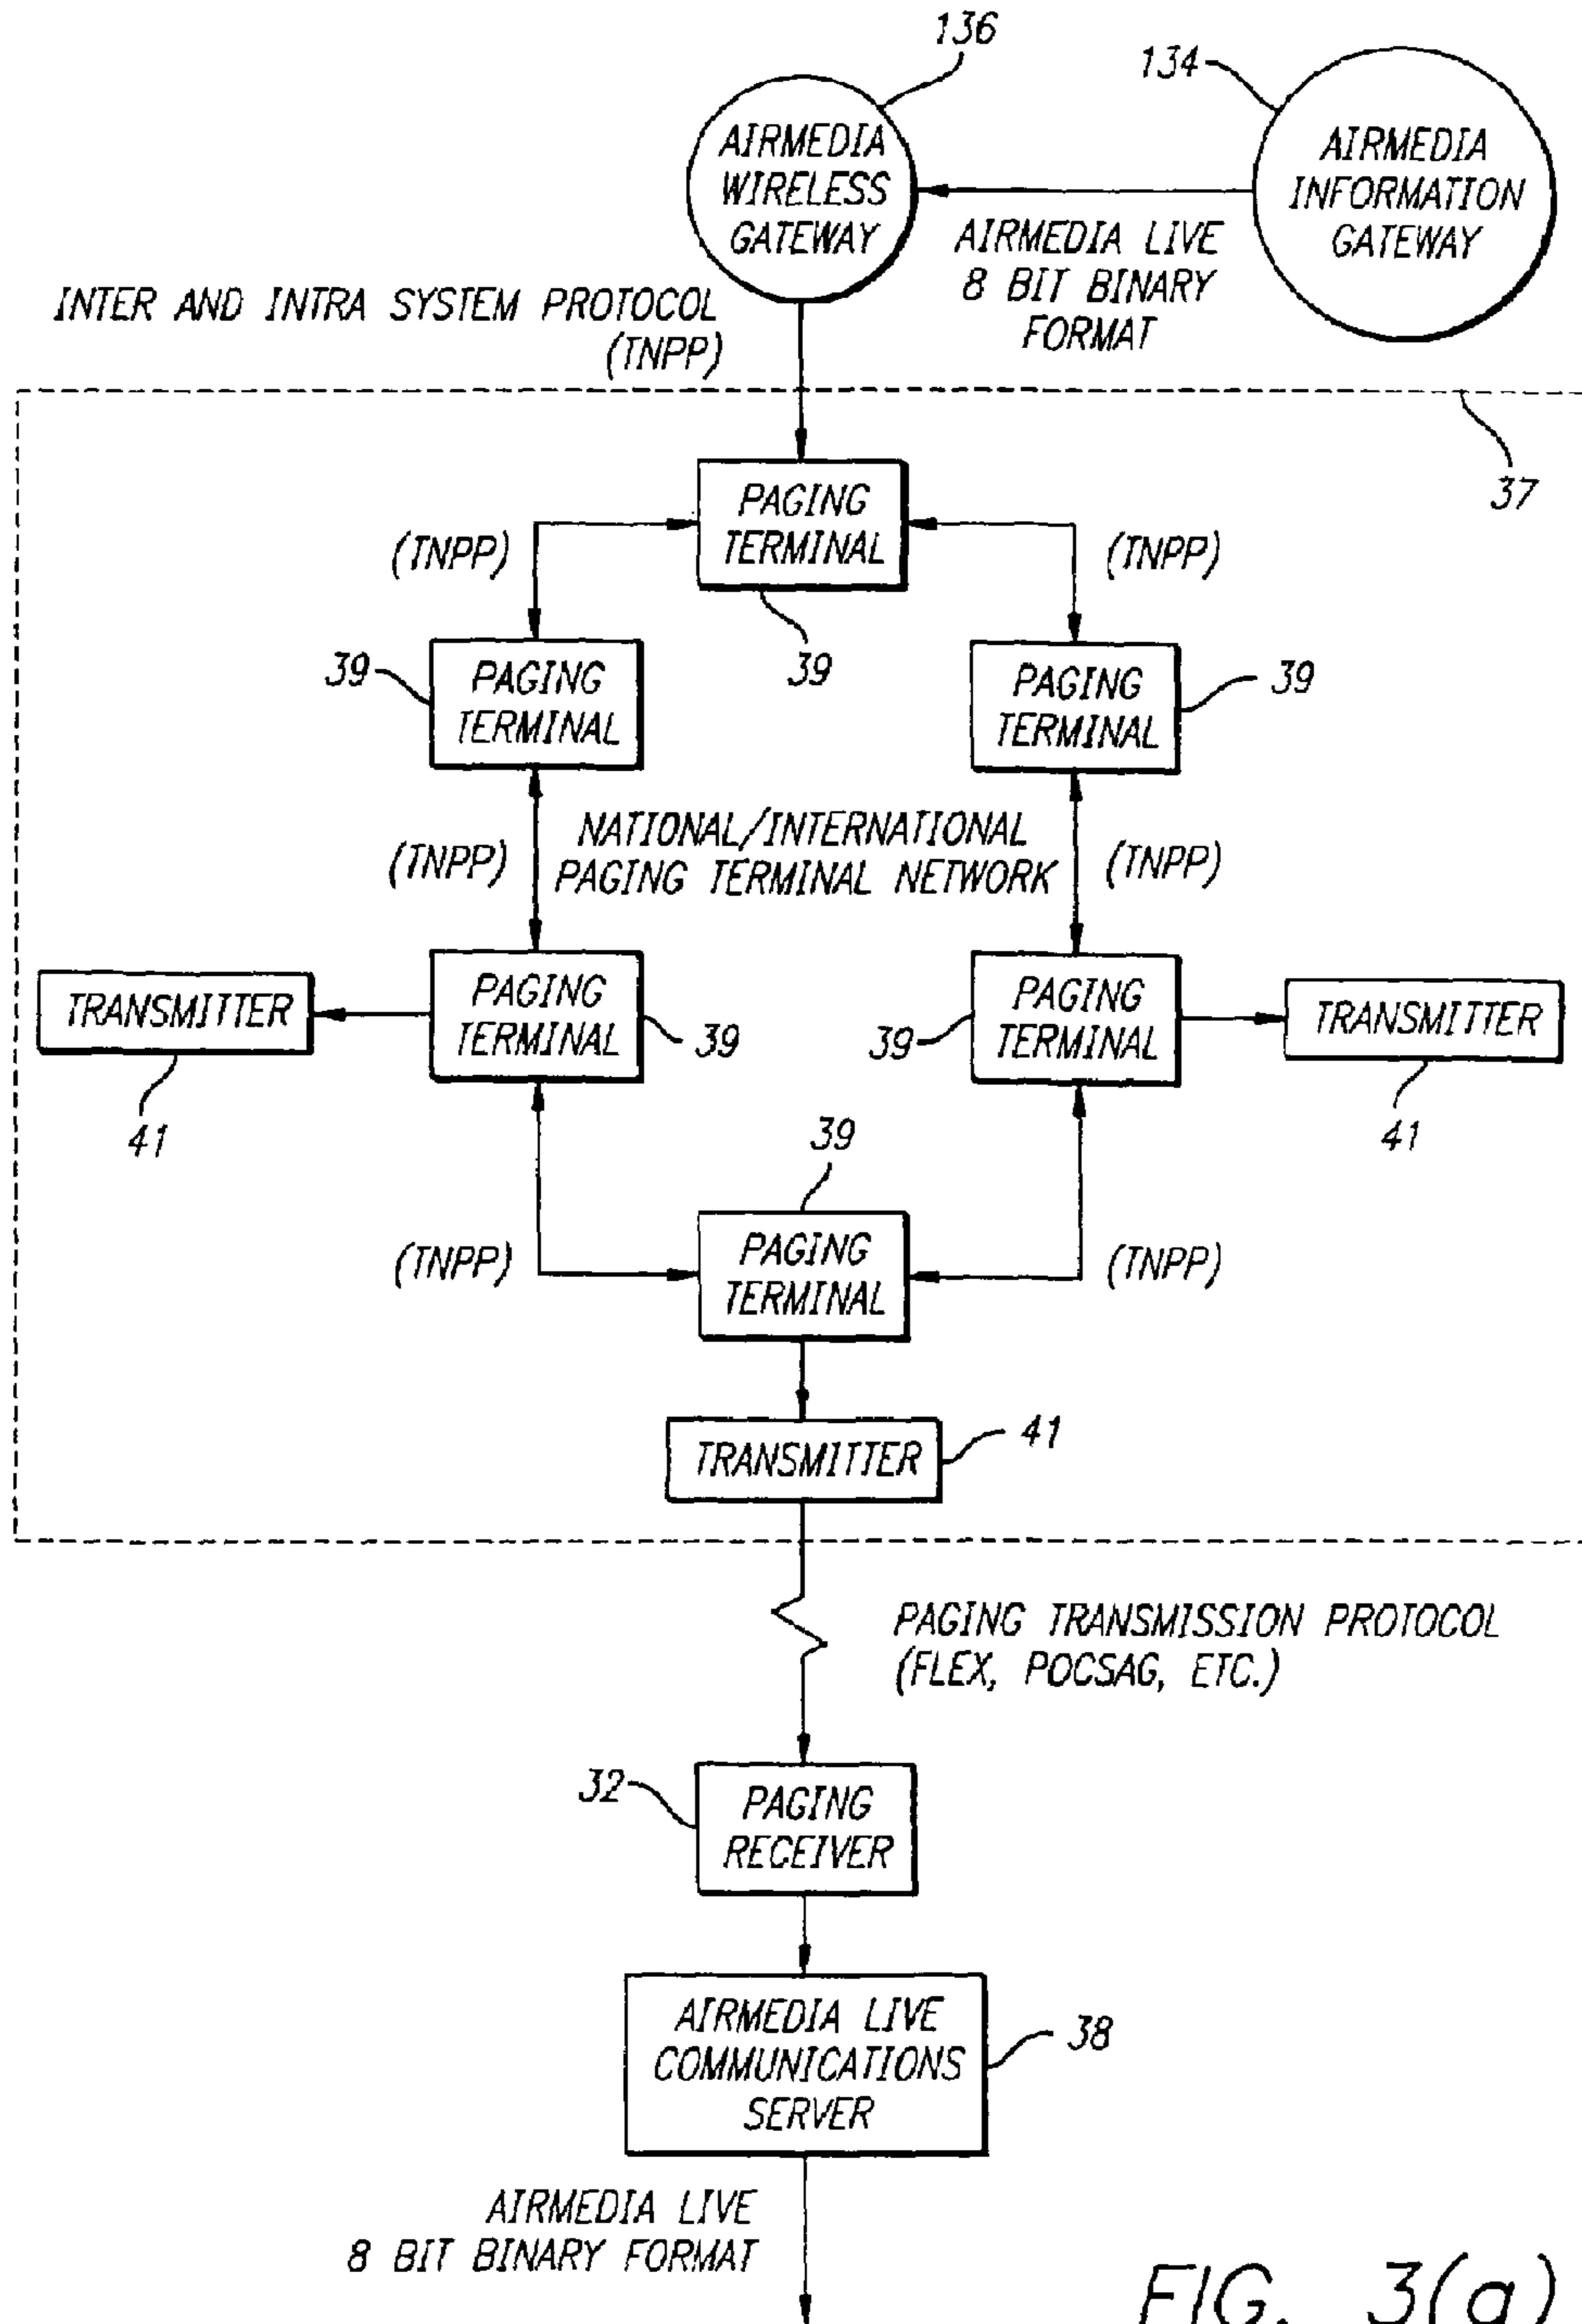 136
134
AIRMEDIA
WIRELESS
GATEWAY
AIRMEDIA
INFORMATION
GATEWAY
AIRMEDIA LIVE
8 BIT BINARY
FORMAT
INTER AND INTRA SYSTEM PROTOCOL
(TNPP)
37
PAGING
TERMINAL
39
(TNPP)
(TNPP)
39
PAGING
TERMINAL
PAGING
TERMINAL
39
(TNPP)
NATIONAL/INTERNATIONAL
PAGING TERMINAL NETWORK
(TNPP)
TRANSMITTER
41
PAGING
TERMINAL
39
39
PAGING
TERMINAL
TRANSMITTER
41
39
(TNPP)
PAGING
TERMINAL
(TNPP)
TRANSMITTER
41
PAGING TRANSMISSION PROTOCOL
(FLEX, POCSAG, ETC.)
32
PAGING
RECEIVER
AIRMEDIA LIVE
COMMUNICATIONS
SERVER
38
AIRMEDIA LIVE
8 BIT BINARY FORMAT
FIG. 3(a)